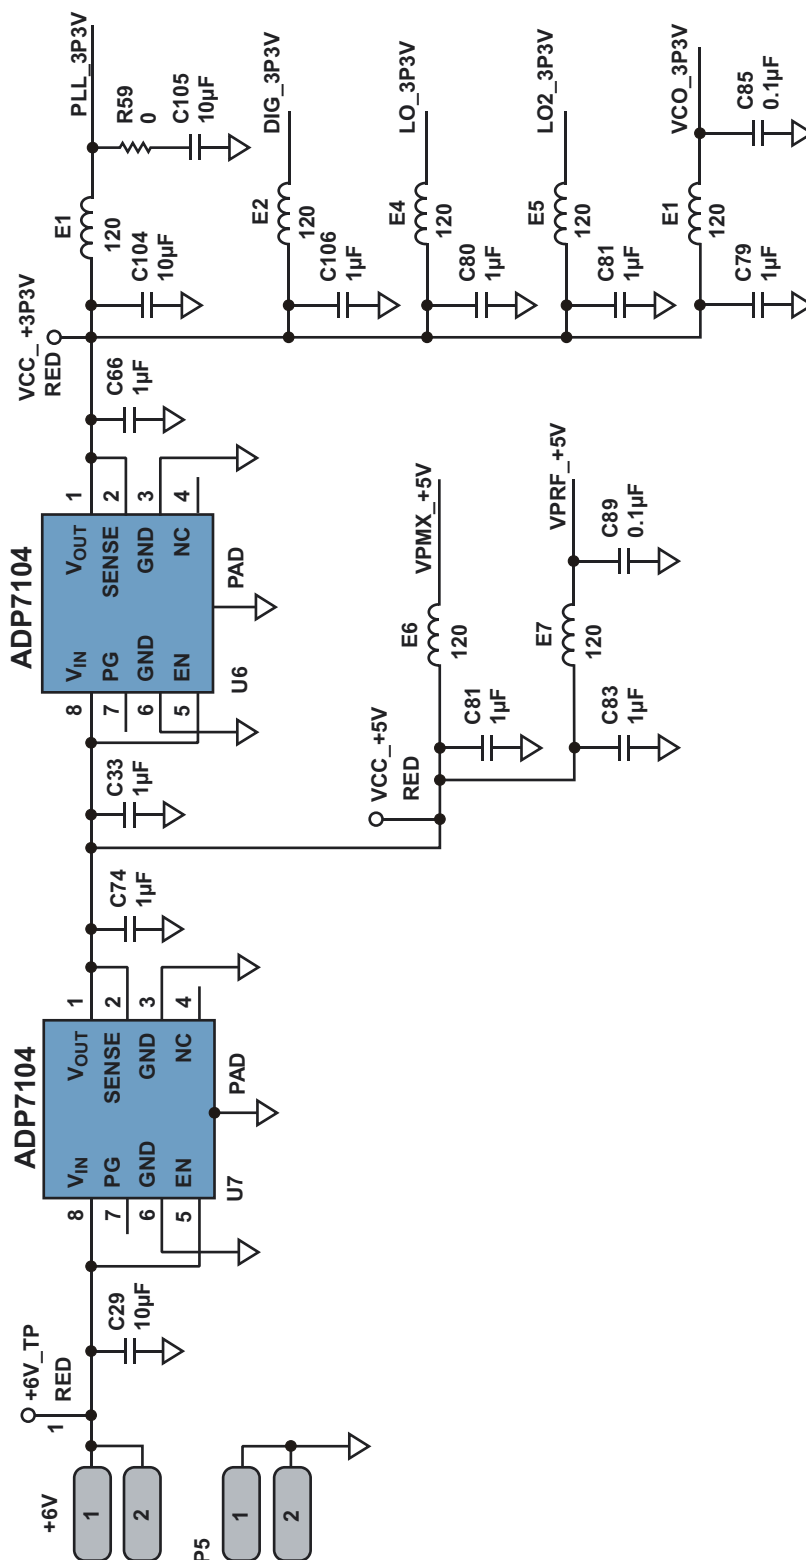 +6V
1
2
P5
1
2
+6V_TP
RED
1
C29
10µF
ADP7104
8
7
6
5
VIN
PG
GND
EN
VOUT
SENSE
GND
NC
1
2
3
4
U7
PAD
C74
1µF
C33
1µF
ADP7104
8
7
6
5
VIN
PG
GND
EN
VOUT
SENSE
GND
NC
1
2
3
4
U6
PAD
C66
1µF
VCC_+5V
RED
C81
1µF
E6
120
VPMX_+5V
C83
1µF
E7
120
C89
0.1µF
VPRF_+5V
VCC_+3P3V
RED
C104
10µF
E1
120
R59
0
C105
10µF
PLL_3P3V
C106
1µF
E2
120
DIG_3P3V
C80
1µF
E4
120
LO_3P3V
C81
1µF
E5
120
LO2_3P3V
C79
1µF
E1
120
C85
0.1µF
VCO_3P3V